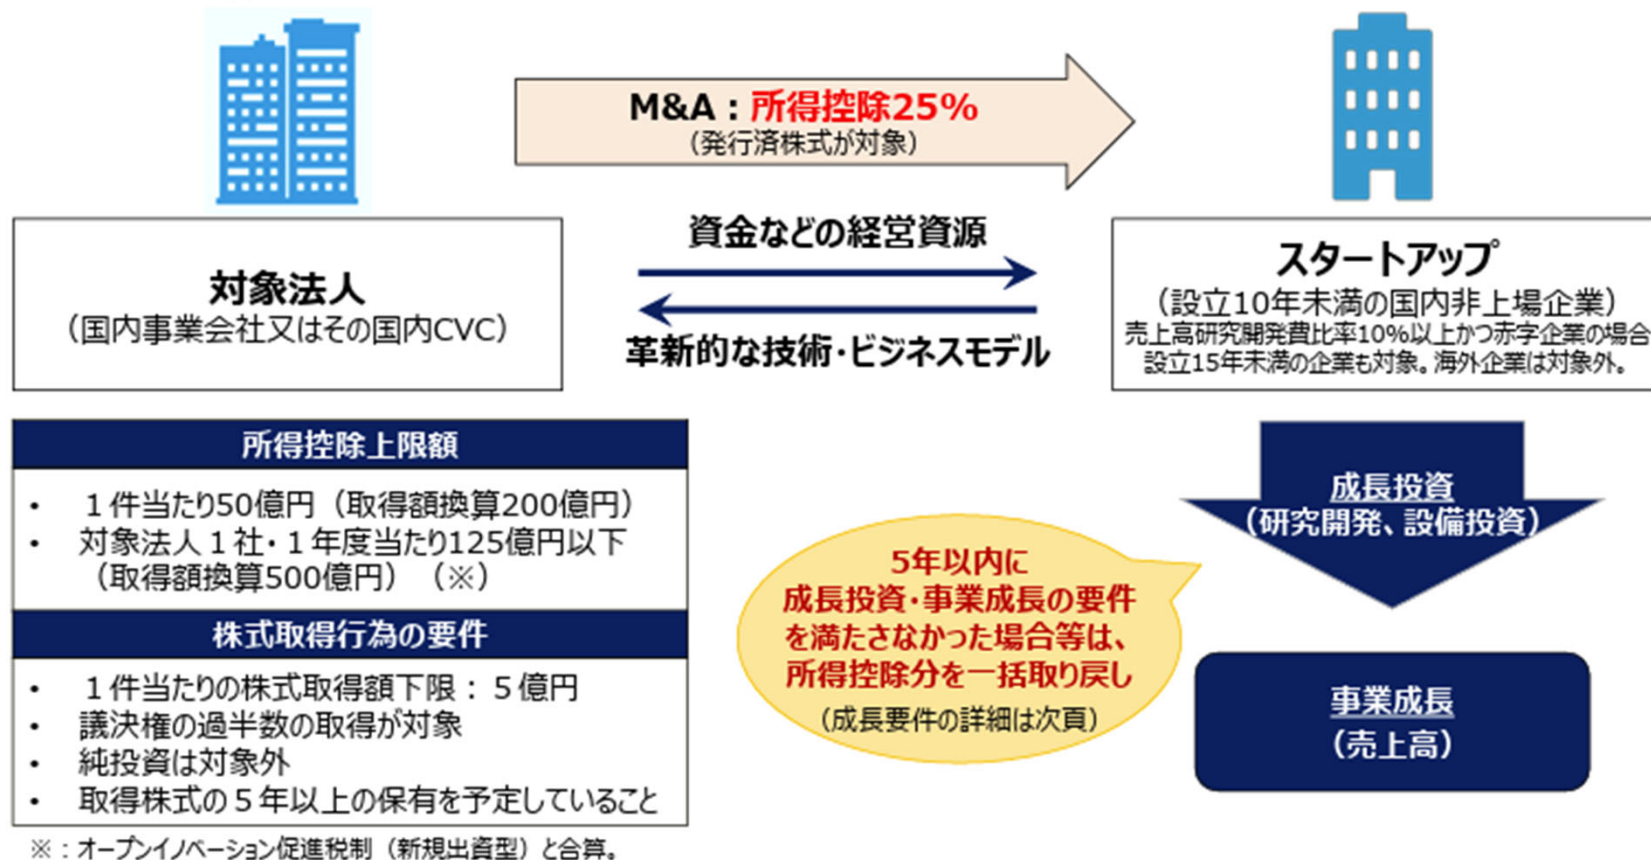 M&A：所得控除25%
（発行済株式が対象）
対象法人
（国内事業会社又はその国内CVC）
資金などの経営資源
革新的な技術・ビジネスモデル
スタートアップ
（設立10年未満の国内非上場企業）
売上高研究開発費比率10%以上かつ赤字企業の場合
設立15年未満の企業も対象。海外企業は対象外。
所得控除上限額
・ １件当たり50億円（取得額換算200億円）
・ 対象法人１社・１年度当たり125億円以下
（取得額換算500億円）（※）
株式取得行為の要件
・ １件当たりの株式取得額下限：５億円
・ 議決権の過半数の取得が対象
・ 純投資は対象外
・ 取得株式の５年以上の保有を予定していること
※：オープンイノベーション促進税制（新規出資型）と合算。
5年以内に
成長投資・事業成長の要件
を満たさなかった場合等は、
所得控除分を一括取り戻し
（成長要件の詳細は次頁）
成長投資
（研究開発、設備投資）
事業成長
（売上高）